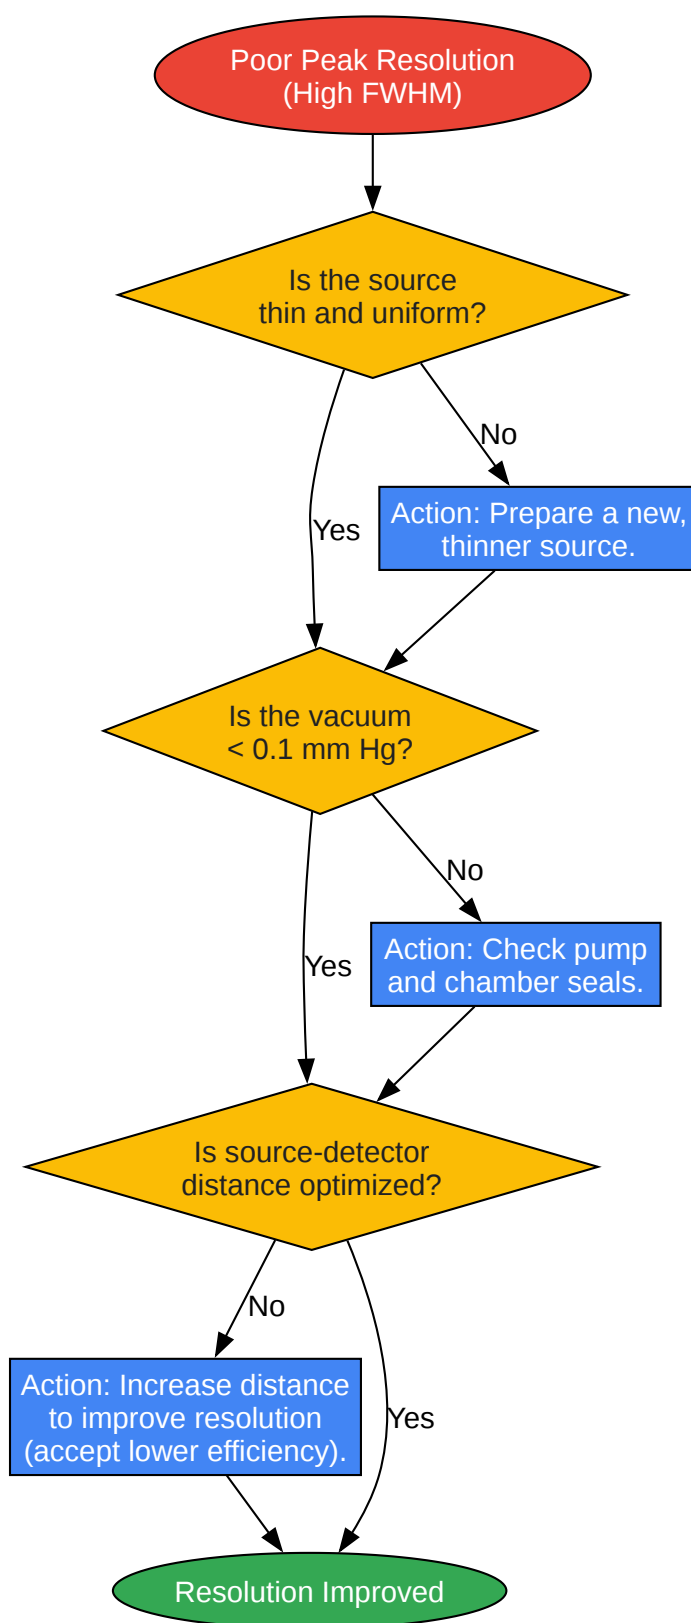 Poor Peak Resolution
(High FWHM)
Is the source
thin and uniform?
No
Yes
Action: Prepare a new,
thinner source.
Is the vacuum
< 0.1 mm Hg?
No
Yes
Action: Check pump
and chamber seals.
Is source-detector
distance optimized?
No
Action: Increase distance
to improve resolution
(accept lower efficiency).
Yes
Resolution Improved